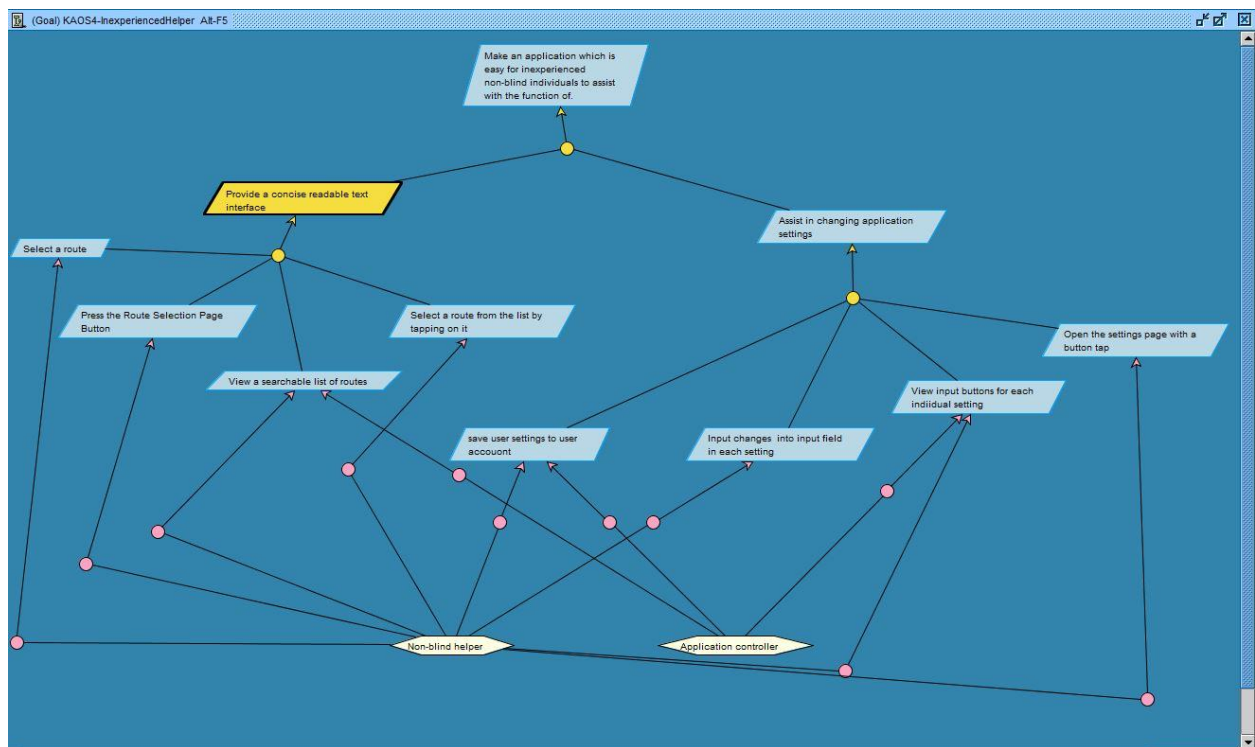 (Goal) KAOS4-InexperiencedHelper Alt-F5
Make an application which is
easy for inexperienced
non-blind individuals to assist
with the function of.
Provide a concise readable text
interface
Assist in changing application
settings
Select a route
Press the Route Selection Page
Button
Select a route from the list by
tapping on it
Open the settings page with a
button tap
View a searchable list of routes
View input buttons for each
indiidual setting
save user settings to user
accouont
Input changes into input field
in each setting
Non-blind helper
Application controller